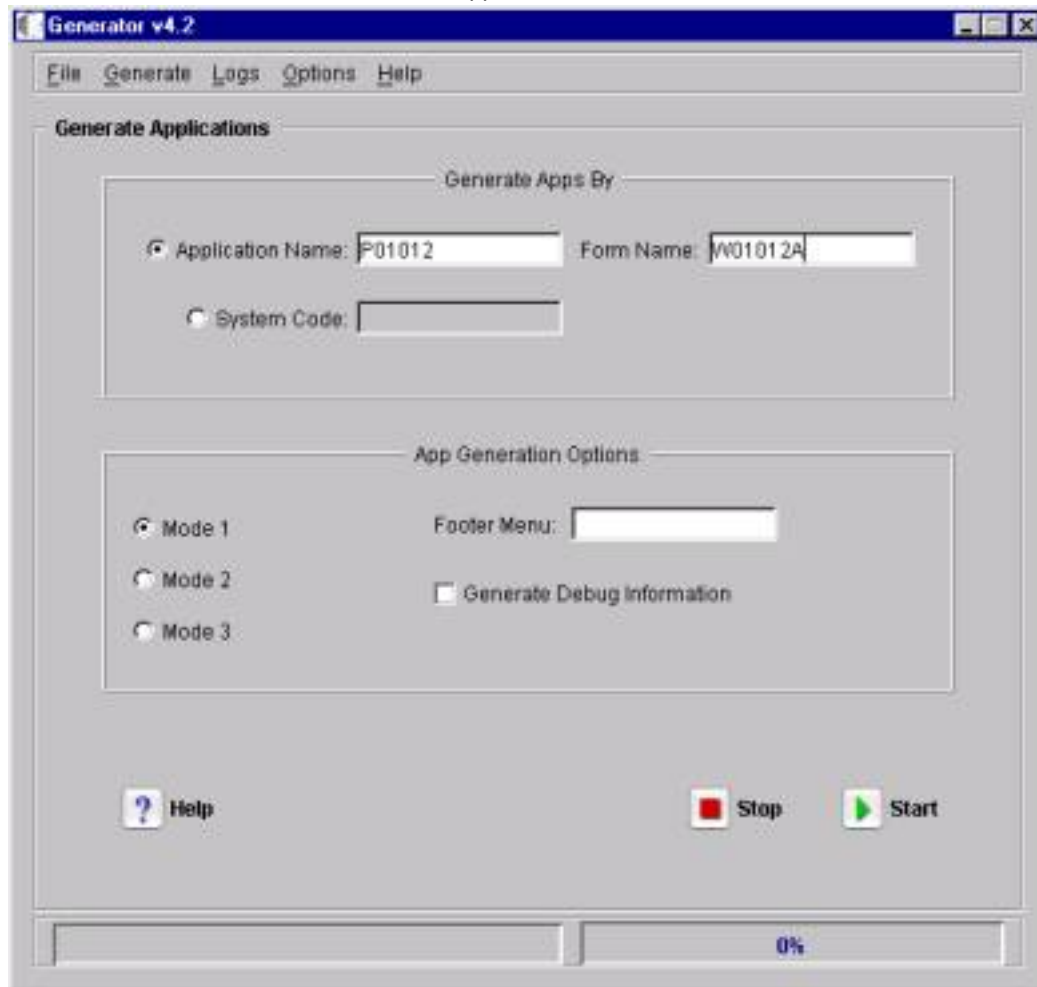 Generator v4.2
File Generate Logs Options Help
Generate Applications
Generate Apps By
Application Name: P01012 Form Name: W01012A
System Code:
App Generation Options
Mode 1 Footer Menu:
Mode 2 Generate Debug Information
Mode 3
? Help Stop Start
0%